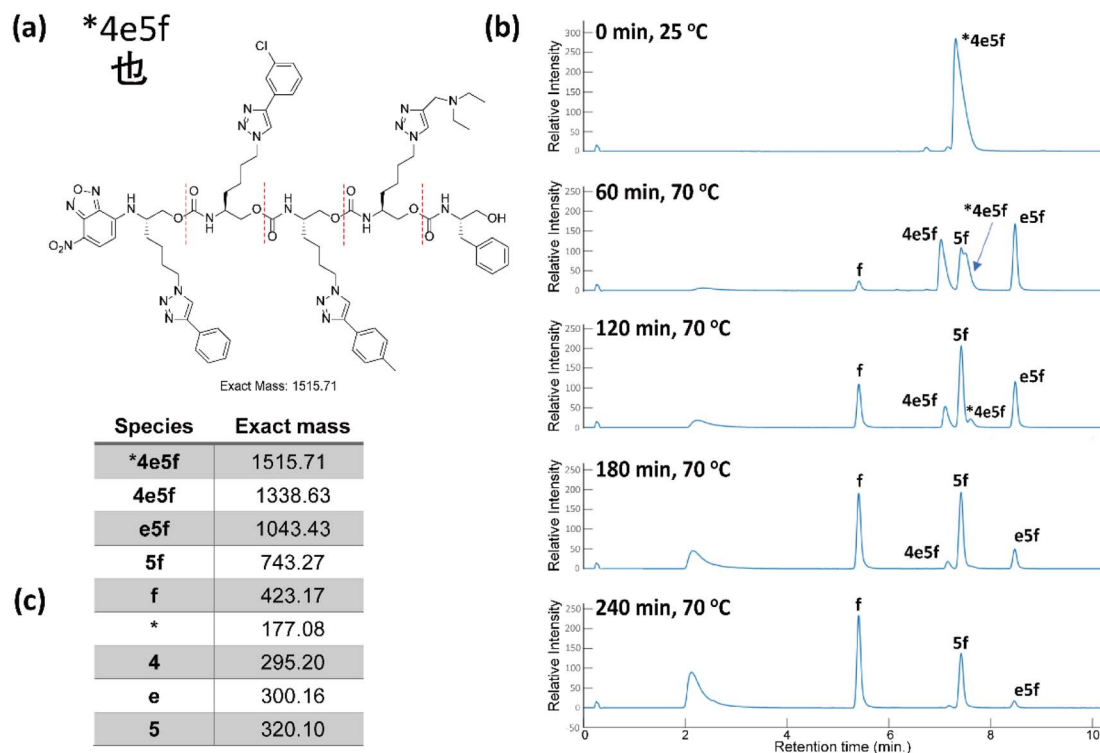 (a)
*4e5f
也
Cl
N
N
N
N
N
N
N
O
N
N
H
N
O
O
N
H
O
O
H
N
O
O
N
H
O
O
H
N
OH
O₂N
N
N
N
N
N
N
Exact Mass: 1515.71
Species Exact mass
*4e5f 1515.71
4e5f 1338.63
e5f 1043.43
5f 743.27
f 423.17
* 177.08
4 295.20
e 300.16
5 320.10
(c)
(b)
0 min, 25 °C
*4e5f
Relative Intensity
300
250
200
150
100
50
0
60 min, 70 °C
f
4e5f
5f
*4e5f
e5f
Relative Intensity
250
200
150
100
50
0
120 min, 70 °C
f
4e5f
5f
*4e5f
e5f
Relative Intensity
250
200
150
100
50
0
180 min, 70 °C
f
4e5f
5f
e5f
Relative Intensity
250
200
150
100
50
0
240 min, 70 °C
f
5f
e5f
Relative Intensity
250
200
150
100
50
0
50
0 2 4 6 8 10
Retention time (min.)